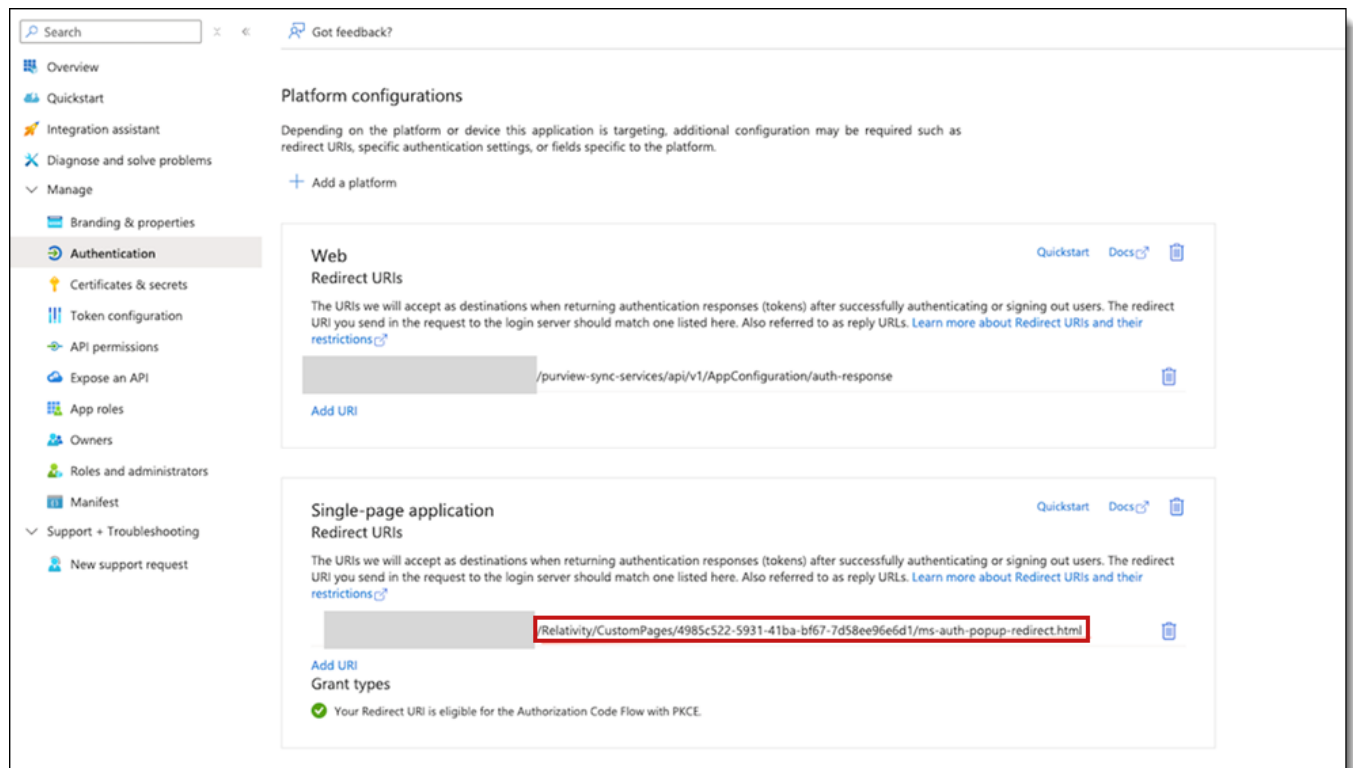 Search
Overview
Quickstart
Integration assistant
Diagnose and solve problems
Manage
Branding & properties
Authentication
Certificates & secrets
Token configuration
API permissions
Expose an API
App roles
Owners
Roles and administrators
Manifest
Support + Troubleshooting
New support request
Got feedback?
Platform configurations
Depending on the platform or device this application is targeting, additional configuration may be required such as
redirect URIs, specific authentication settings, or fields specific to the platform.
Add a platform
Web
Quickstart Docs
Redirect URIs
The URIs we will accept as destinations when returning authentication responses (tokens) after successfully authenticating or signing out users. The redirect
URI you send in the request to the login server should match one listed here. Also referred to as reply URLs. Learn more about Redirect URIs and their
restrictions
/purview-sync-services/api/v1/AppConfiguration/auth-response
Add URI
Single-page application
Quickstart Docs
Redirect URIs
The URIs we will accept as destinations when returning authentication responses (tokens) after successfully authenticating or signing out users. The redirect
URI you send in the request to the login server should match one listed here. Also referred to as reply URLs. Learn more about Redirect URIs and their
restrictions
/Relativity/CustomPages/4985c522-5931-41ba-bf67-7d58ee96e6d1/ms-auth-popup-redirect.html
Add URI
Grant types
Your Redirect URI is eligible for the Authorization Code Flow with PKCE.